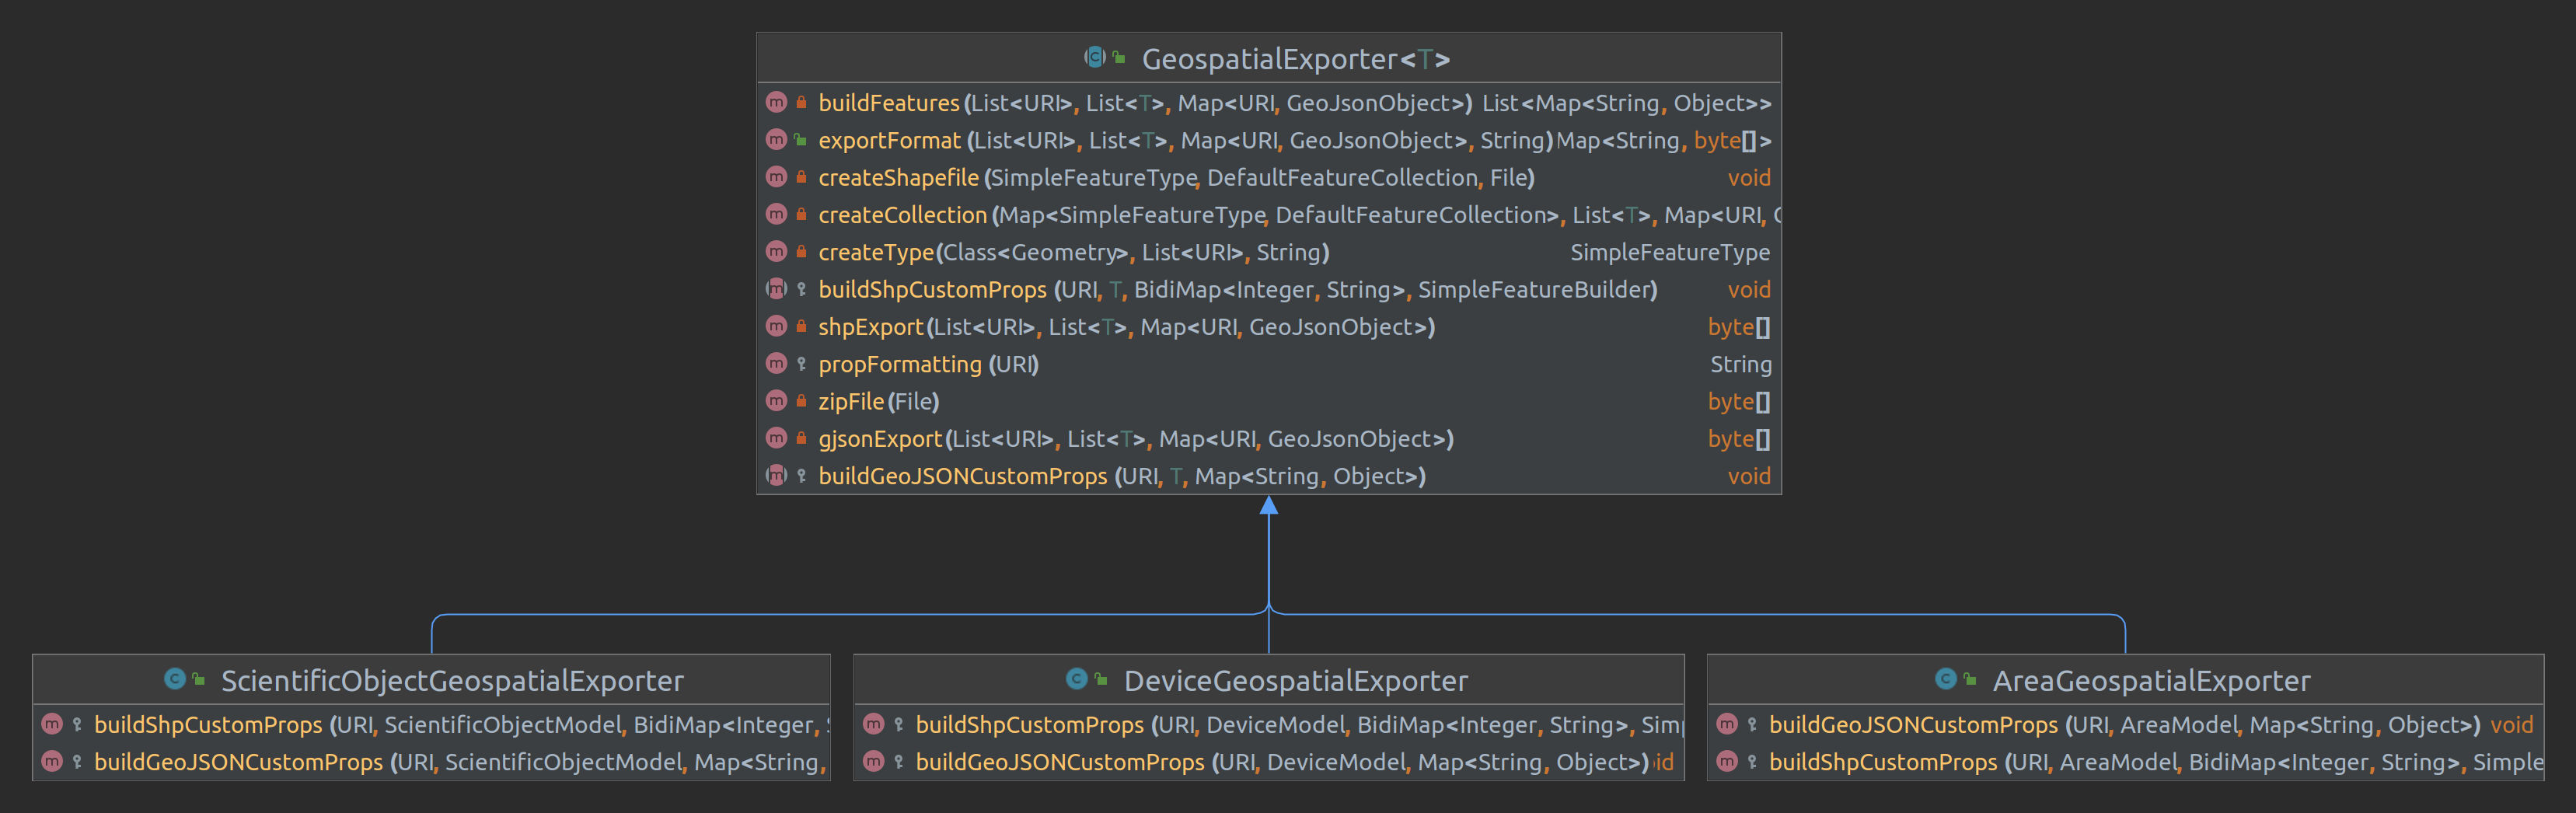 GeospatialExporter<T>
buildFeatures(List<URI>, List<T>, Map<URI, GeoJsonObject>) List<Map<String, Object>>
exportFormat(List<URI>, List<T>, Map<URI, GeoJsonObject>, String) Map<String, byte[]>
createShapefile(SimpleFeatureType, DefaultFeatureCollection, File) void
createCollection(Map<SimpleFeatureType, DefaultFeatureCollection>, List<T>, Map<URI,
createType(Class<Geometry>, List<URI>, String) SimpleFeatureType
buildShpCustomProps(URI, T, BidiMap<Integer, String>, SimpleFeatureBuilder) void
shpExport(List<URI>, List<T>, Map<URI, GeoJsonObject>) byte[]
propFormatting(URI) String
zipFile(File) byte[]
gjsonExport(List<URI>, List<T>, Map<URI, GeoJsonObject>) byte[]
buildGeoJSONCustomProps(URI, T, Map<String, Object>) void
ScientificObjectGeospatialExporter
buildShpCustomProps(URI, ScientificObjectModel, BidiMap<Integer,
buildGeoJSONCustomProps(URI, ScientificObjectModel, Map<String,
DeviceGeospatialExporter
buildShpCustomProps(URI, DeviceModel, BidiMap<Integer, String>, Sim
buildGeoJSONCustomProps(URI, DeviceModel, Map<String, Object>) id
AreaGeospatialExporter
buildGeoJSONCustomProps(URI, AreaModel, Map<String, Object>) void
buildShpCustomProps(URI, AreaModel, BidiMap<Integer, String>, Simple